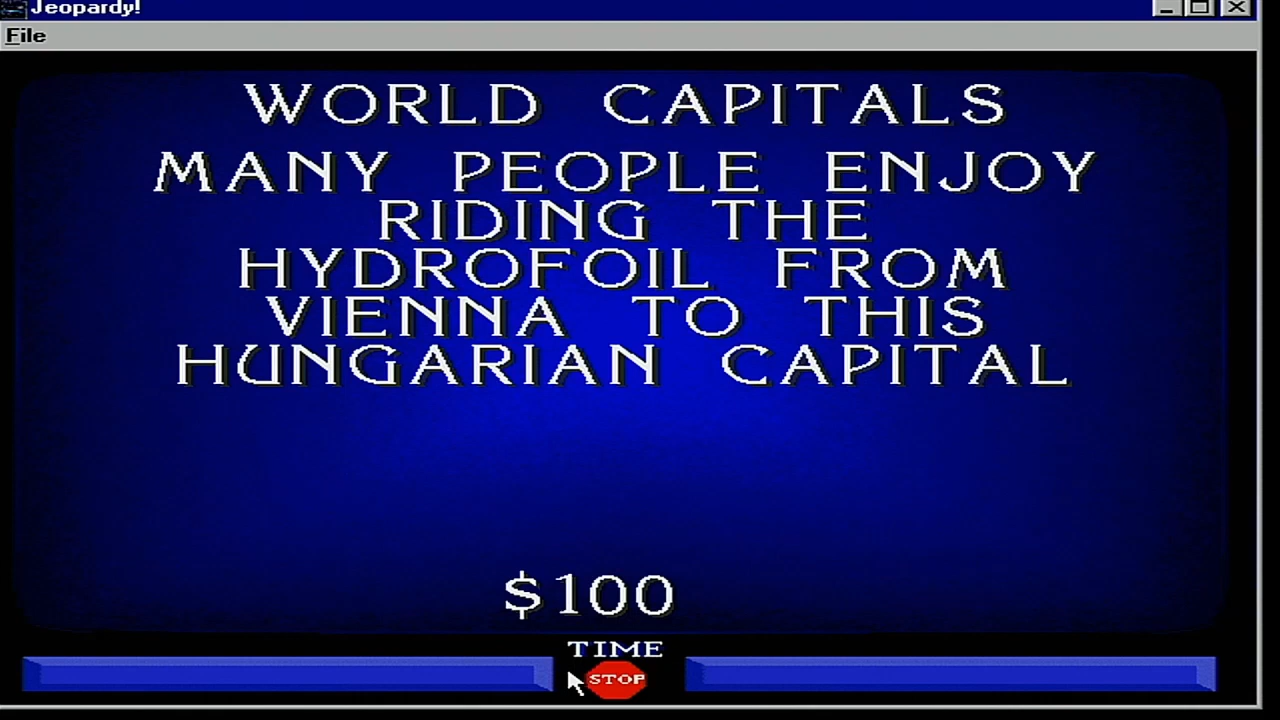 Jeopardy!
File
WORLD CAPITALS
MANY PEOPLE ENJOY
RIDING THE
HYDROFOIL FROM
VIENNA TO THIS
HUNGARIAN CAPITAL
$100
TIME
STOP